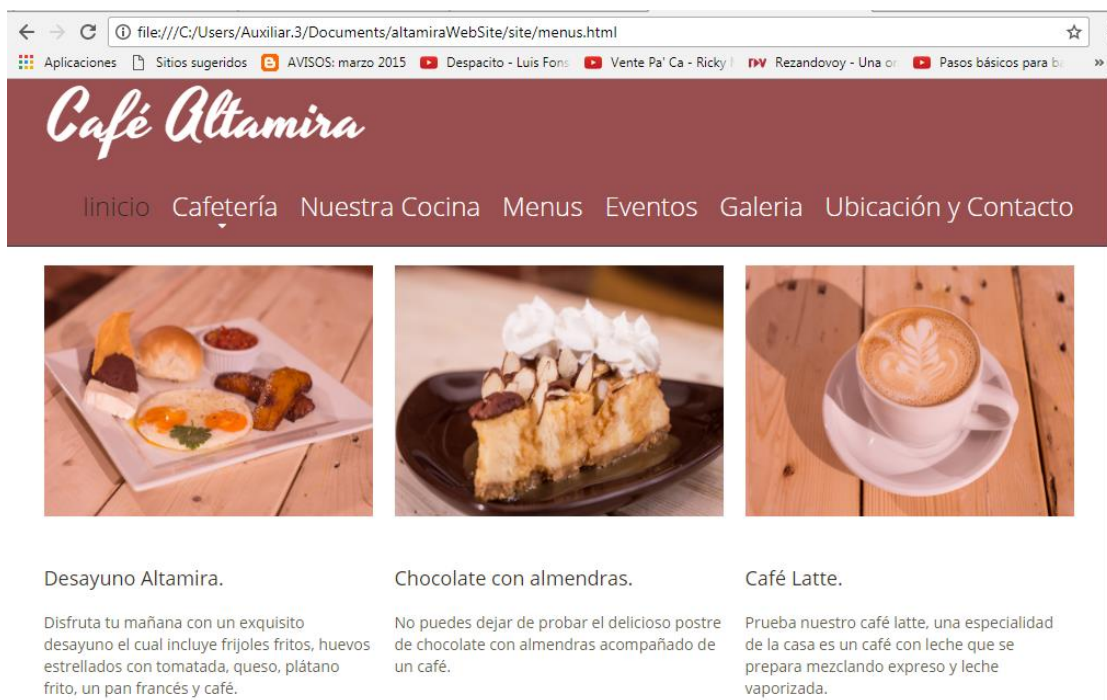 file:///C:/Users/Auxiliar.3/Documents/altamiraWebSite/site/menus.html
Aplicaciones Sitios sugeridos AVISOS: marzo 2015 Despacito - Luis Fons Vente Pa' Ca - Ricky Rezandovoy - Una or Pasos básicos para b »
Café Altamira
Iinicio Cafetería Nuestra Cocina Menus Eventos Galeria Ubicación y Contacto
Desayuno Altamira.
Disfruta tu mañana con un exquisito
desayuno el cual incluye frijoles fritos, huevos
estrellados con tomatada, queso, plátano
frito, un pan francés y café.
Chocolate con almendras.
No puedes dejar de probar el delicioso postre
de chocolate con almendras acompañado de
un café.
Café Latte.
Prueba nuestro café latte, una especialidad
de la casa es un café con leche que se
prepara mezclando expreso y leche
vaporizada.